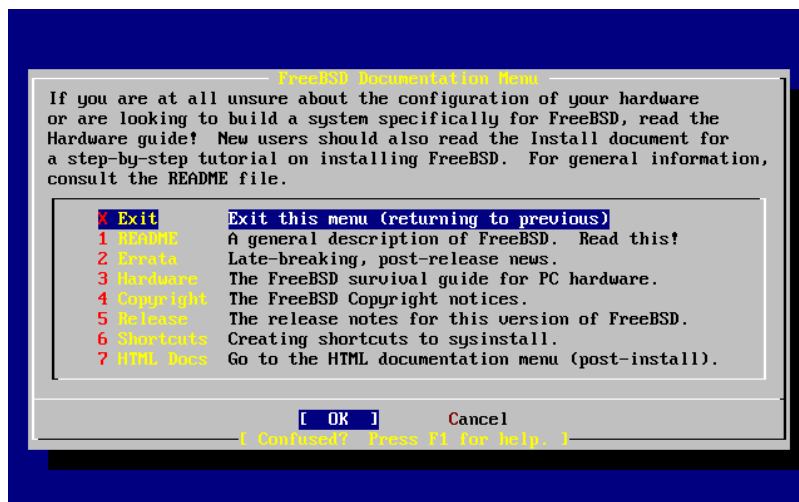 FreeBSD Documentation Menu
If you are at all unsure about the configuration of your hardware
or are looking to build a system specifically for FreeBSD, read the
Hardware guide!  New users should also read the Install document for
a step-by-step tutorial on installing FreeBSD.  For general information,
consult the README file.
X Exit Exit this menu (returning to previous)
1 README A general description of FreeBSD.  Read this!
2 Errata Late-breaking, post-release news.
3 Hardware The FreeBSD survival guide for PC hardware.
4 Copyright The FreeBSD Copyright notices.
5 Release The release notes for this version of FreeBSD.
6 Shortcuts Creating shortcuts to sysinstall.
7 HTML Docs Go to the HTML documentation menu (post-install).
[ OK ] Cancel
[ Confused?  Press F1 for help. ]